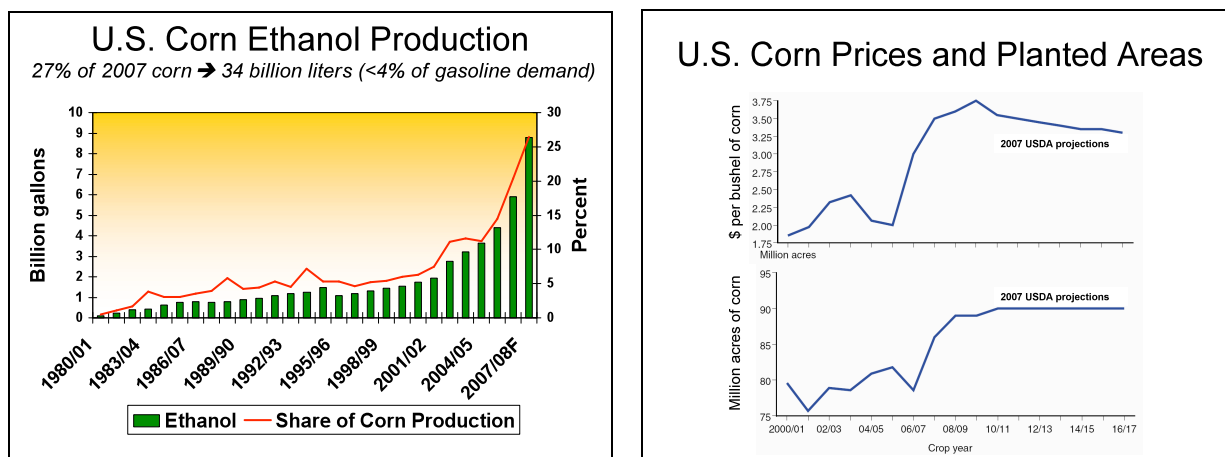 U.S. Corn Ethanol Production
27% of 2007 corn ➔ 34 billion liters (<4% of gasoline demand)
Billion gallons
10
9
8
7
6
5
4
3
2
1
0
30
25
20
15
10
5
0
Percent
1980/01
1983/04
1986/07
1989/90
1992/93
1995/96
1998/99
2001/02
2004/05
2007/08F
Ethanol
Share of Corn Production
U.S. Corn Prices and Planted Areas
$ per bushel of corn
3.75
3.50
3.25
3.00
2.75
2.50
2.25
2.00
1.75
2007 USDA projections
Million acres
Million acres of corn
95
90
85
80
75
2007 USDA projections
2000/01 02/03 04/05 06/07 08/09 10/11 12/13 14/15 16/17
Crop year